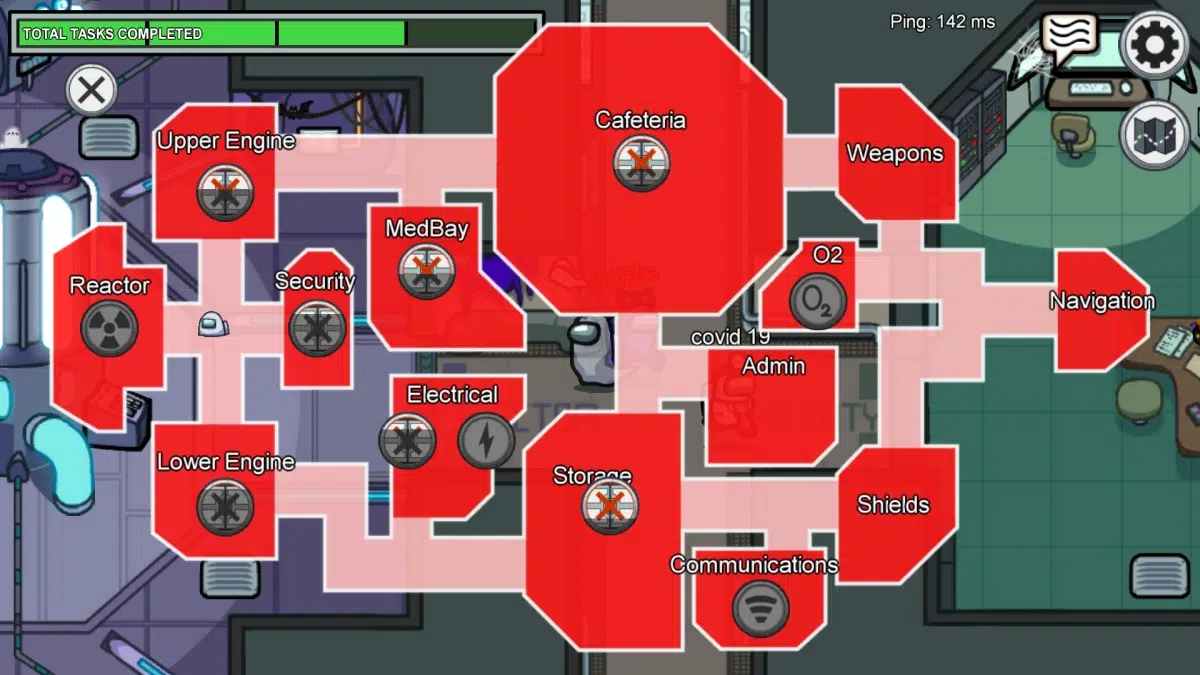 TOTAL TASKS COMPLETED
Ping: 142 ms
Cafeteria
Upper Engine
Weapons
MedBay
O2
Security
Reactor
Navigation
O2
covid 19
Admin
Electrical
Lower Engine
Storage
Shields
Communications